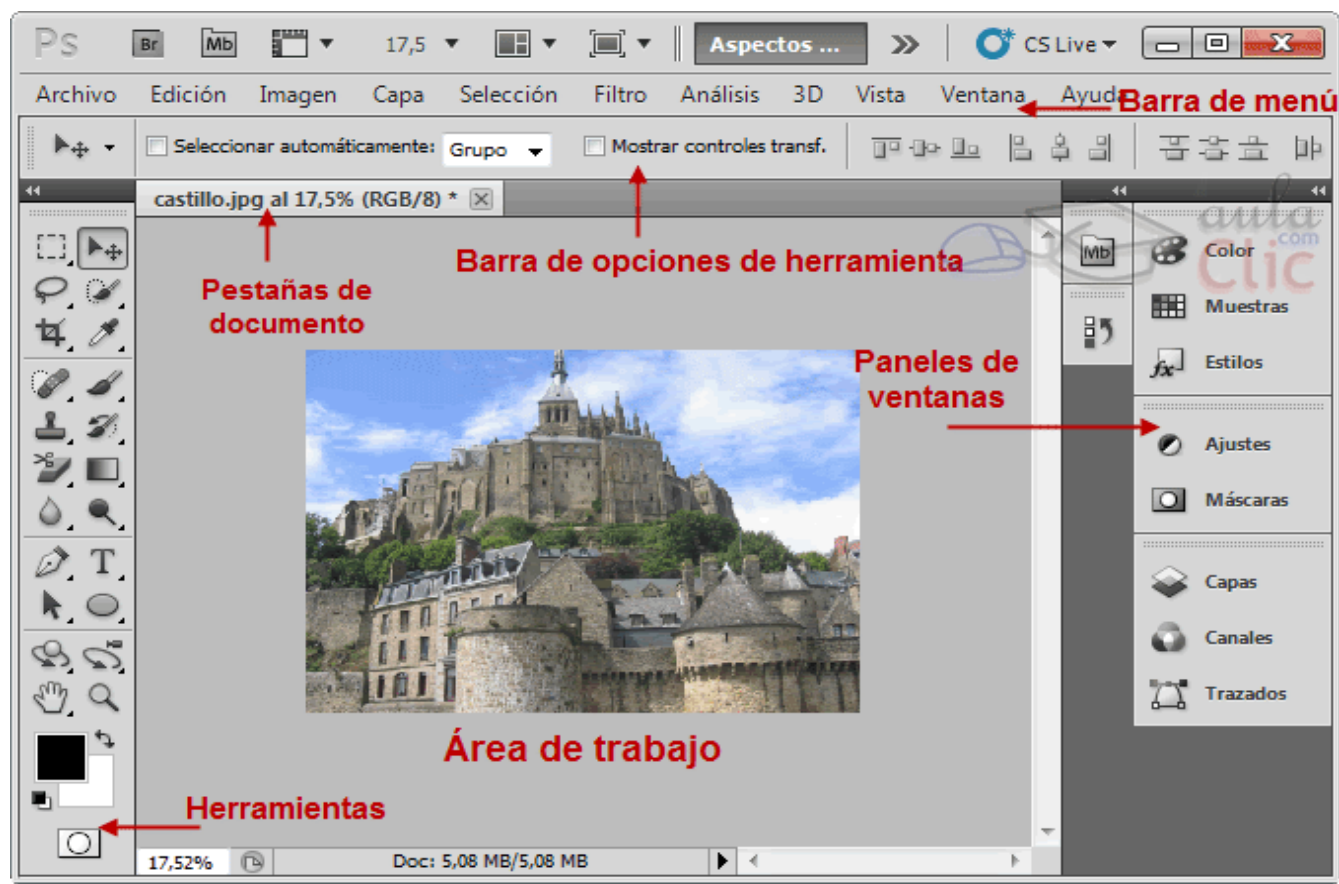 Ps Br Mb 17,5 Aspectos ... CS Live
Archivo Edición Imagen Capa Selección Filtro Análisis 3D Vista Ventana Ayuda
Barra de menú
Seleccionar automáticamente: Grupo Mostrar controles transf.
castillo.jpg al 17,5% (RGB/8) *
aula
Clic
.com
Barra de opciones de herramienta
Pestañas de
documento
Mb
Color
Muestras
Estilos
Paneles de
ventanas
Ajustes
Máscaras
Capas
Canales
Trazados
T
Área de trabajo
Herramientas
17,52% Doc: 5,08 MB/5,08 MB